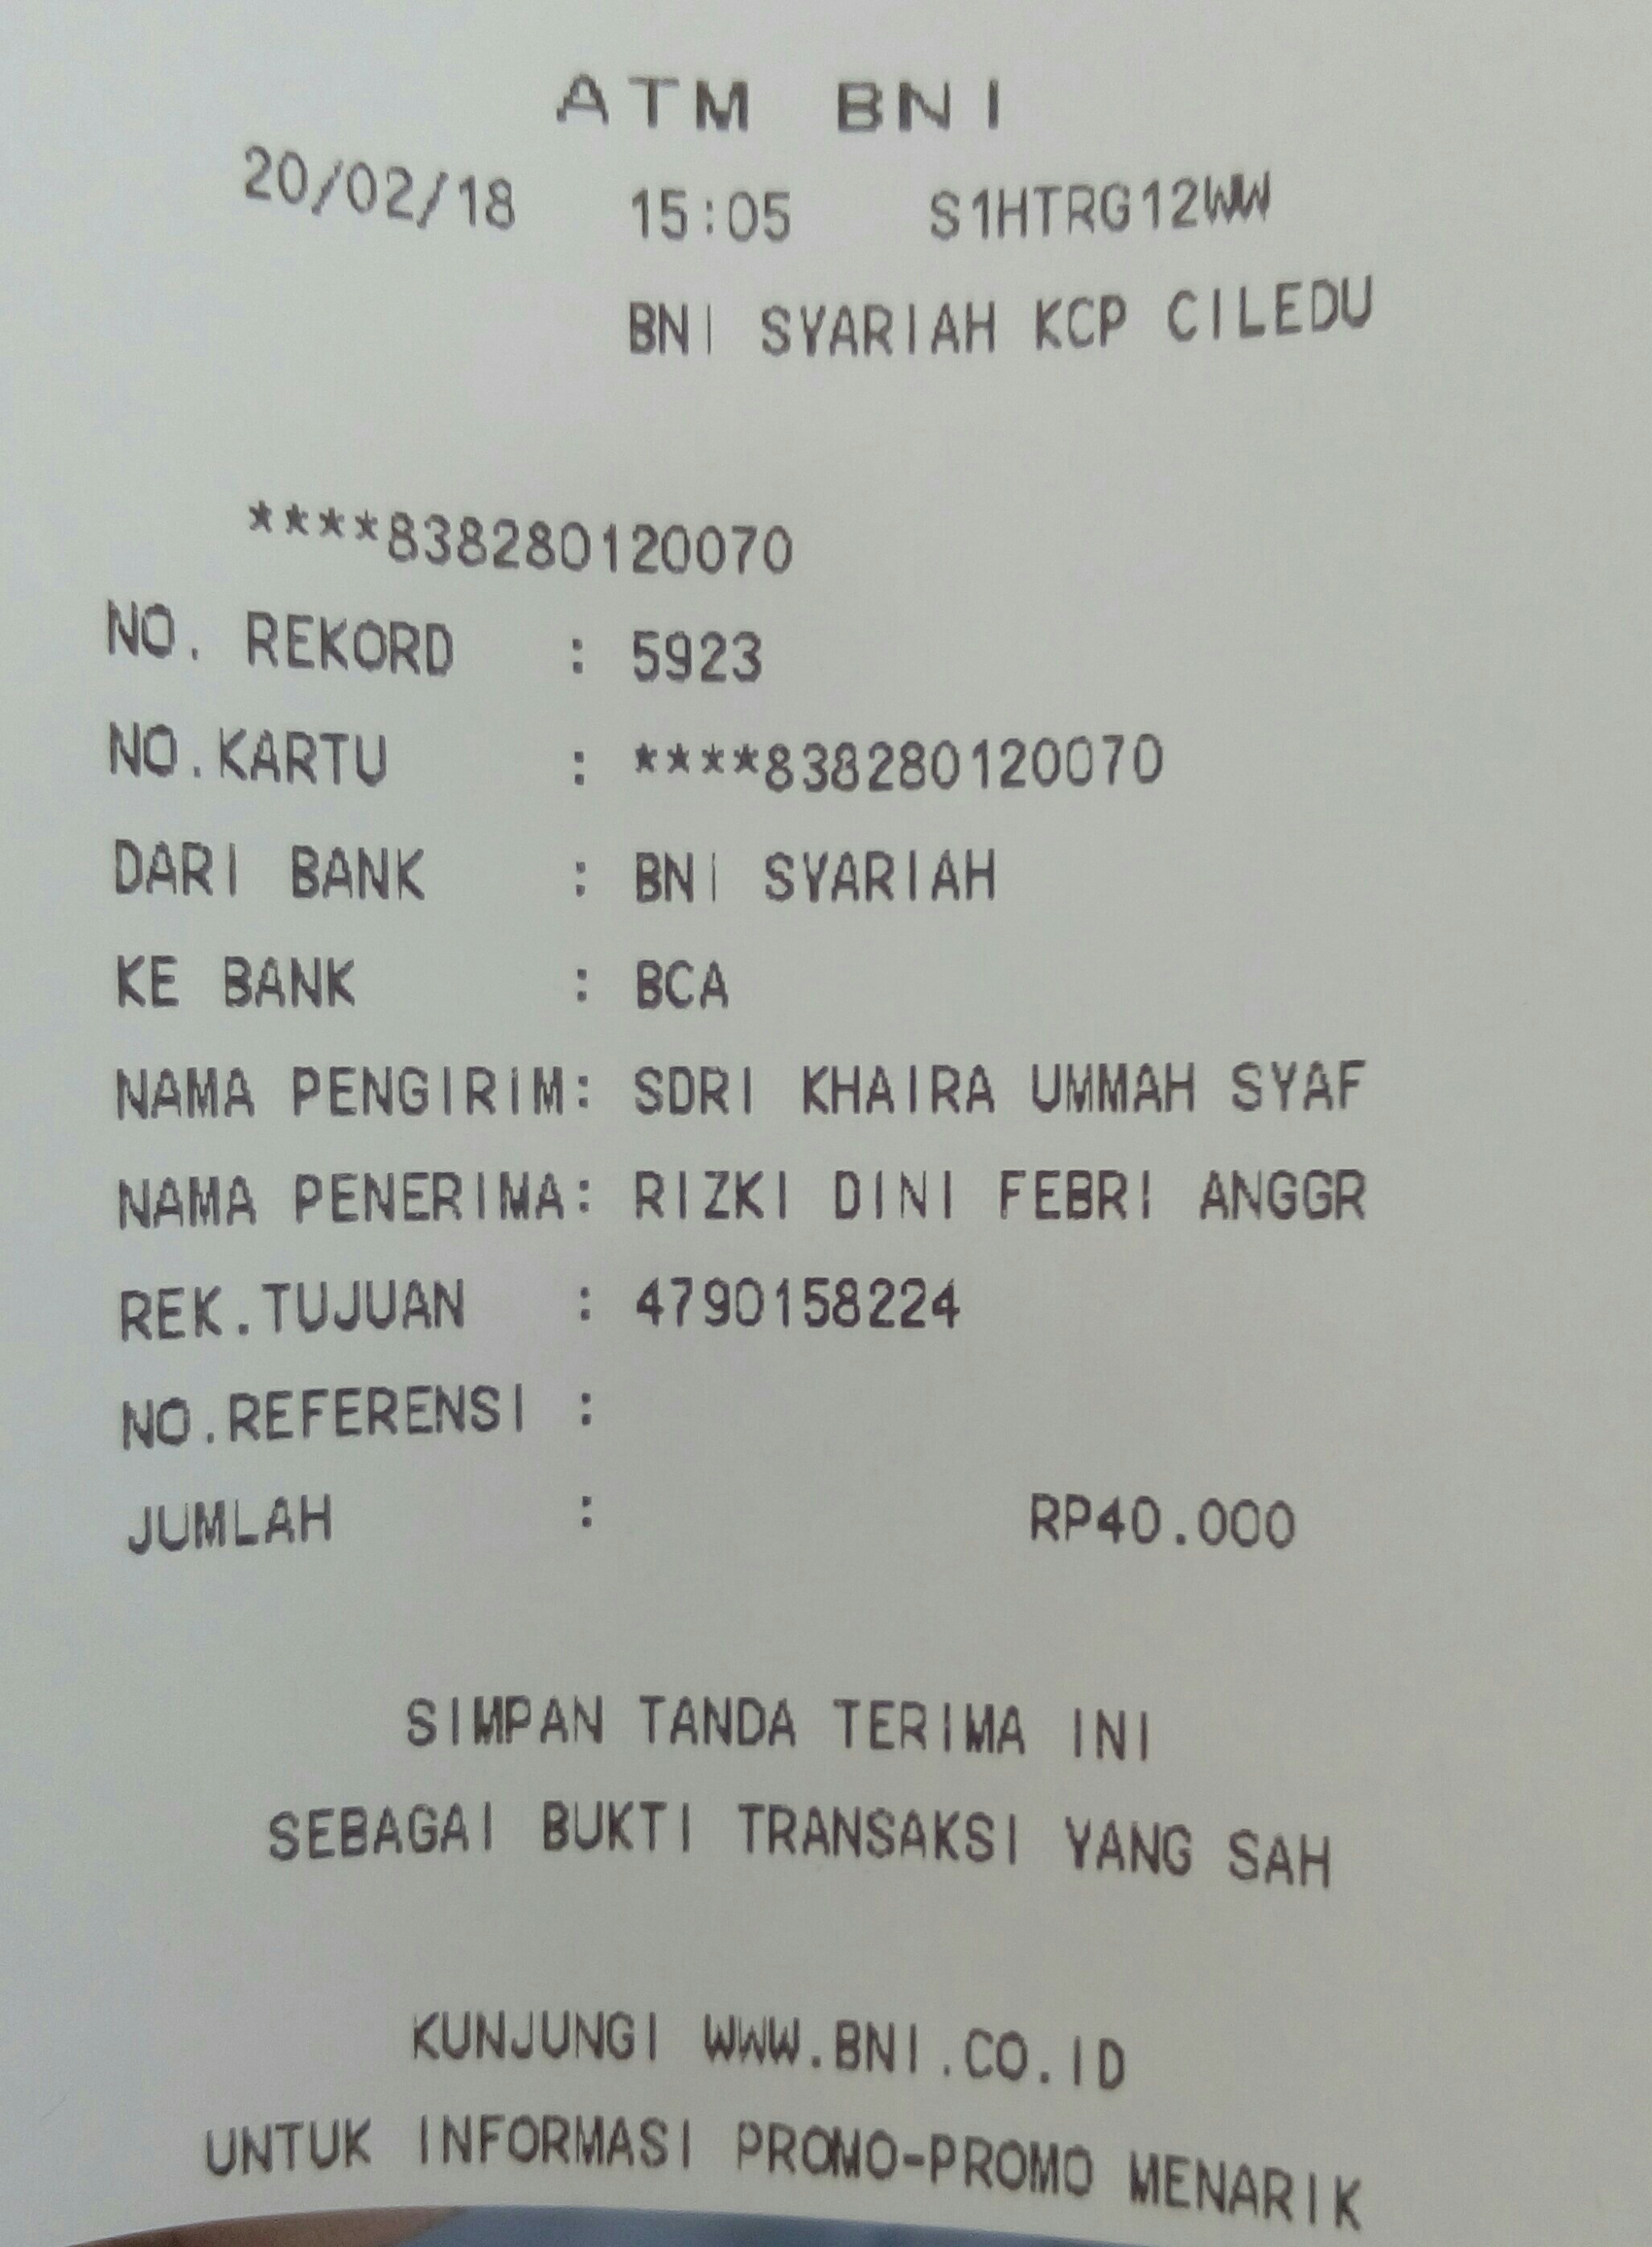 ATM BNI
20/02/18 15:05 S1HTRG12WW
BNI SYARIAH KCP CILEDU
****838280120070
NO. REKORD : 5923
NO.KARTU : ****838280120070
DARI BANK : BNI SYARIAH
KE BANK : BCA
NAMA PENGIRIM: SDRI KHAIRA UMMAH SYAF
NAMA PENERIMA: RIZKI DINI FEBRI ANGGR
REK.TUJUAN : 4790158224
NO.REFERENSI :
JUMLAH : RP40.000
SIMPAN TANDA TERIMA INI
SEBAGAI BUKTI TRANSAKSI YANG SAH
KUNJUNGI WWW.BNI.CO.ID
UNTUK INFORMASI PROMO-PROMO MENARIK